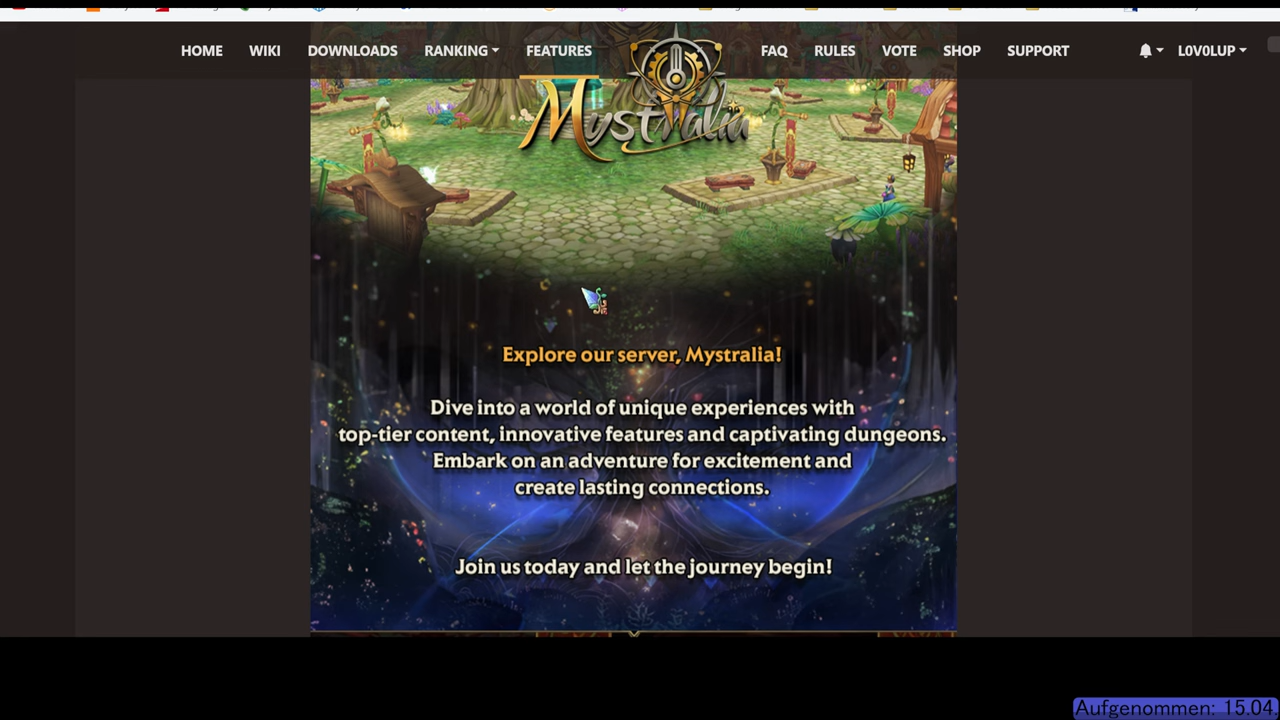 HOME WIKI DOWNLOADS RANKING FEATURES FAQ RULES VOTE SHOP SUPPORT L0V0LUP
Mystralia
Explore our server, Mystralia!
Dive into a world of unique experiences with
top-tier content, innovative features and captivating dungeons.
Embark on an adventure for excitement and
create lasting connections.
Join us today and let the journey begin!
Aufgenommen: 15.04.